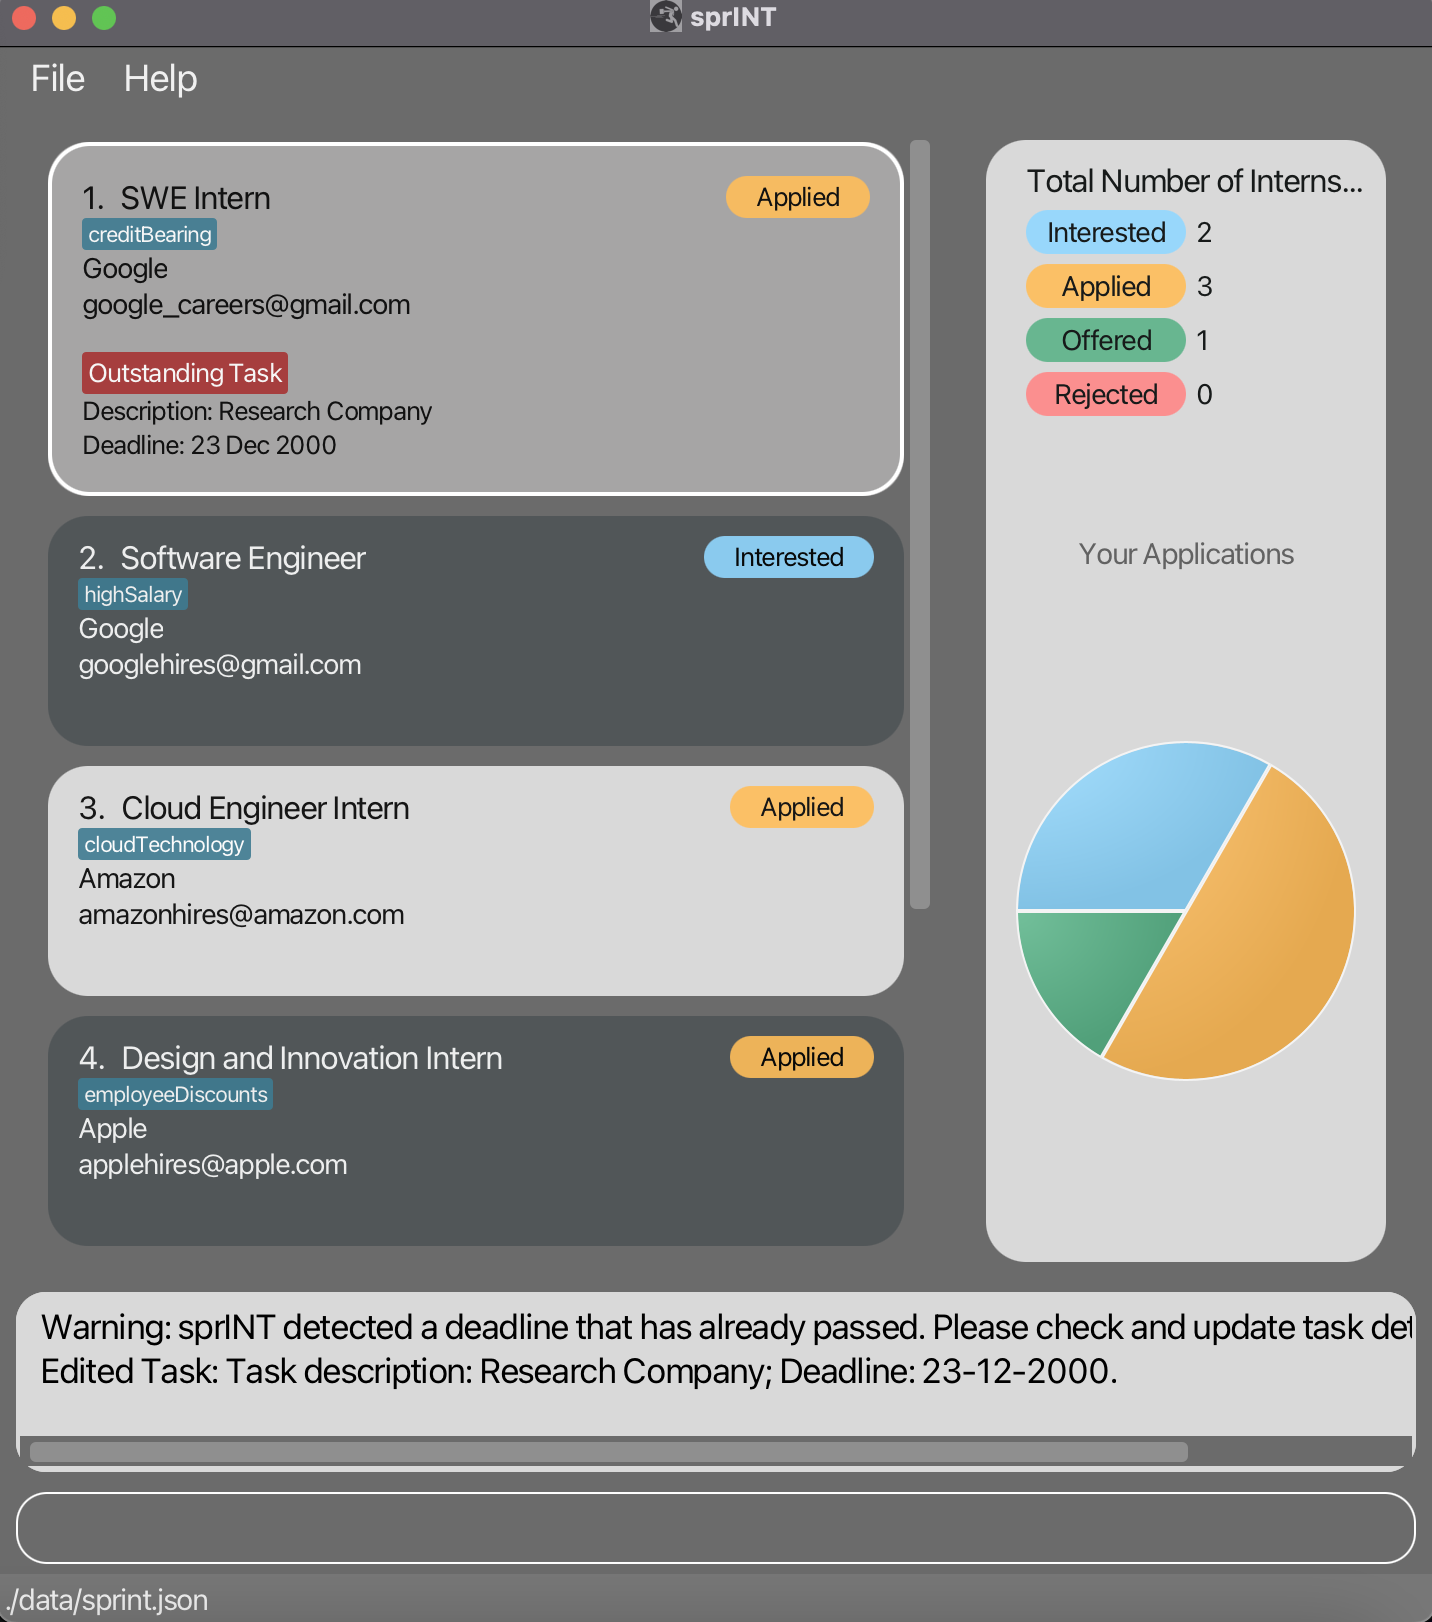 sprINT
File Help
1. SWE Intern
Applied
creditBearing
Google
google_careers@gmail.com
Outstanding Task
Description: Research Company
Deadline: 23 Dec 2000
2. Software Engineer
Interested
highSalary
Google
googlehires@gmail.com
3. Cloud Engineer Intern
Applied
cloudTechnology
Amazon
amazonhires@amazon.com
4. Design and Innovation Intern
Applied
employeeDiscounts
Apple
applehires@apple.com
Total Number of Interns...
Interested 2
Applied 3
Offered 1
Rejected 0
Your Applications
Warning: sprINT detected a deadline that has already passed. Please check and update task det
Edited Task: Task description: Research Company; Deadline: 23-12-2000.
./data/sprint.json